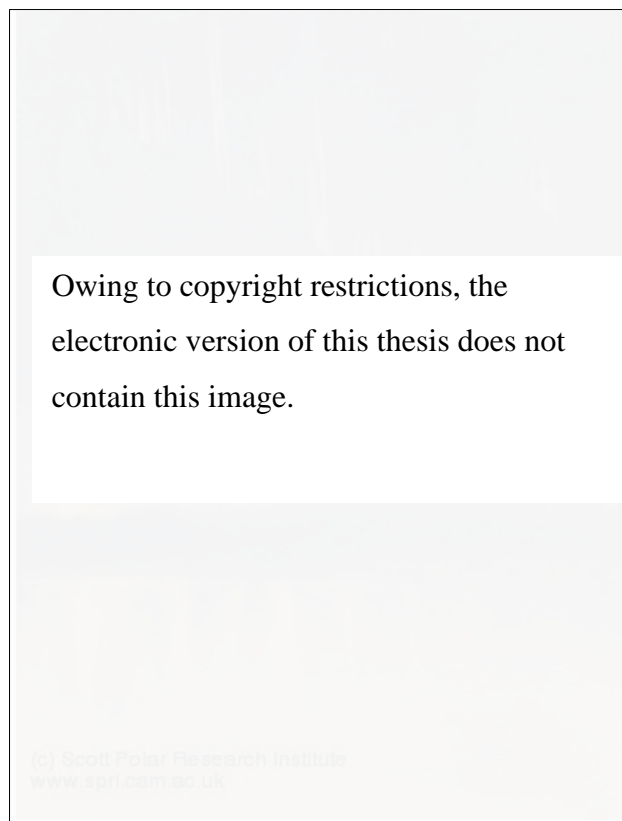 Owing to copyright restrictions, the
electronic version of this thesis does not
contain this image.
(c) Scott Polar Research Institute
www.spri.cam.ac.uk